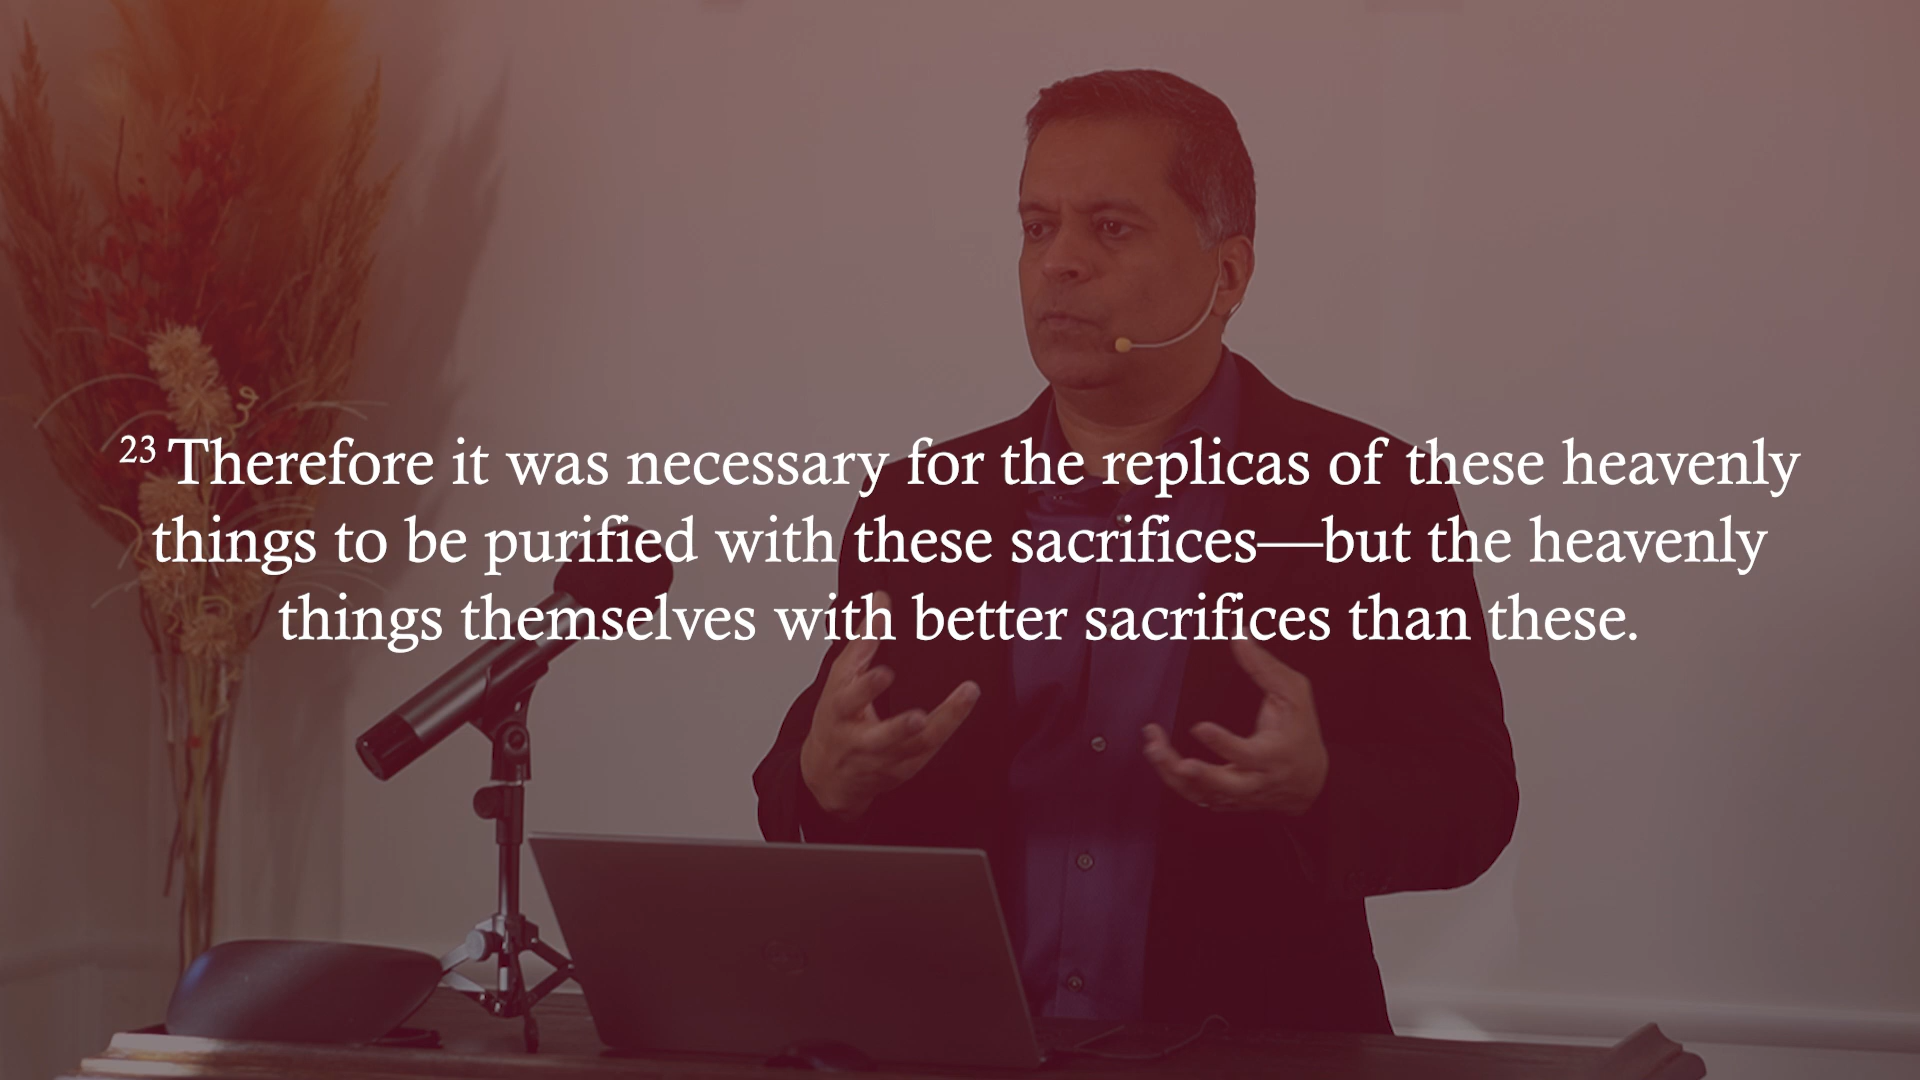 23 Therefore it was necessary for the replicas of these heavenly
things to be purified with these sacrifices—but the heavenly
things themselves with better sacrifices than these.